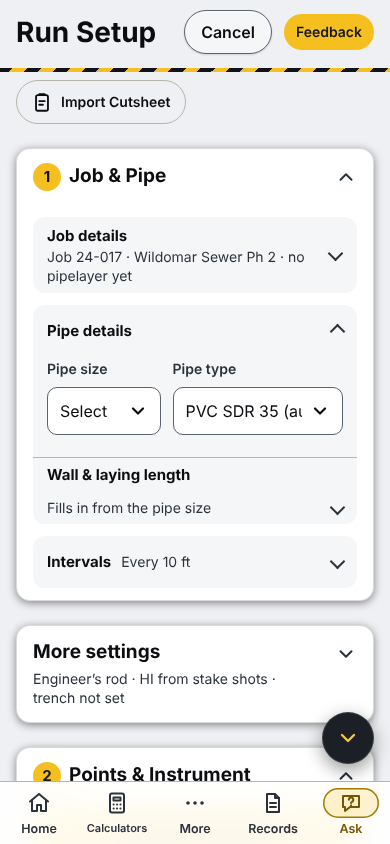 Run Setup
Cancel
Feedback
Import Cutsheet
1 Job & Pipe
Job details
Job 24-017 · Wildomar Sewer Ph 2 · no
pipelayer yet
Pipe details
Pipe size
Pipe type
Select
PVC SDR 35 (au
Wall & laying length
Fills in from the pipe size
Intervals Every 10 ft
More settings
Engineer’s rod · HI from stake shots ·
trench not set
2 Points & Instrument
Home
Calculators
More
Records
Ask